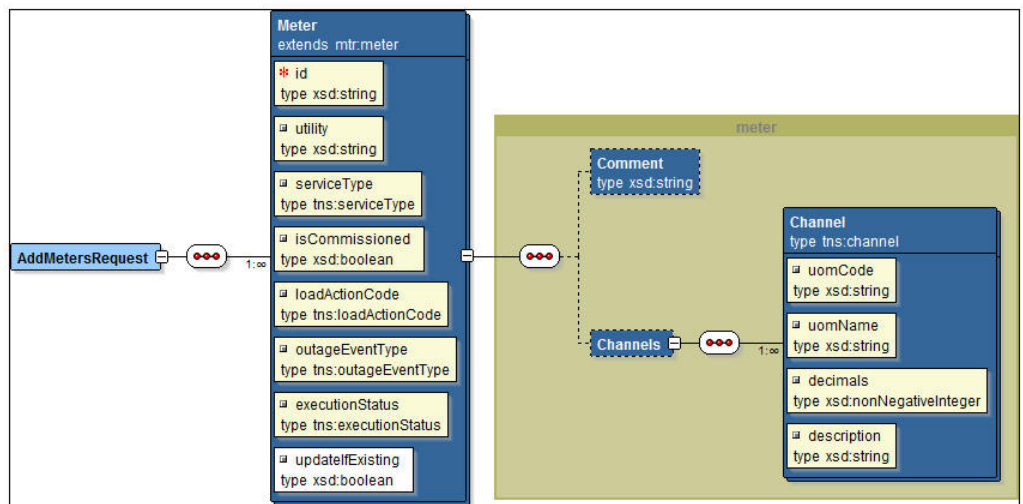 AddMetersRequest
1:∞
Meter
extends mtr:meter
* id
type xsd:string
utility
type xsd:string
serviceType
type tns:serviceType
isCommissioned
type xsd:boolean
loadActionCode
type tns:loadActionCode
outageEventType
type tns:outageEventType
executionStatus
type tns:executionStatus
updateIfExisting
type xsd:boolean
meter
Comment
type xsd:string
Channels
1:∞
Channel
type tns:channel
uomCode
type xsd:string
uomName
type xsd:string
decimals
type xsd:nonNegativeInteger
description
type xsd:string